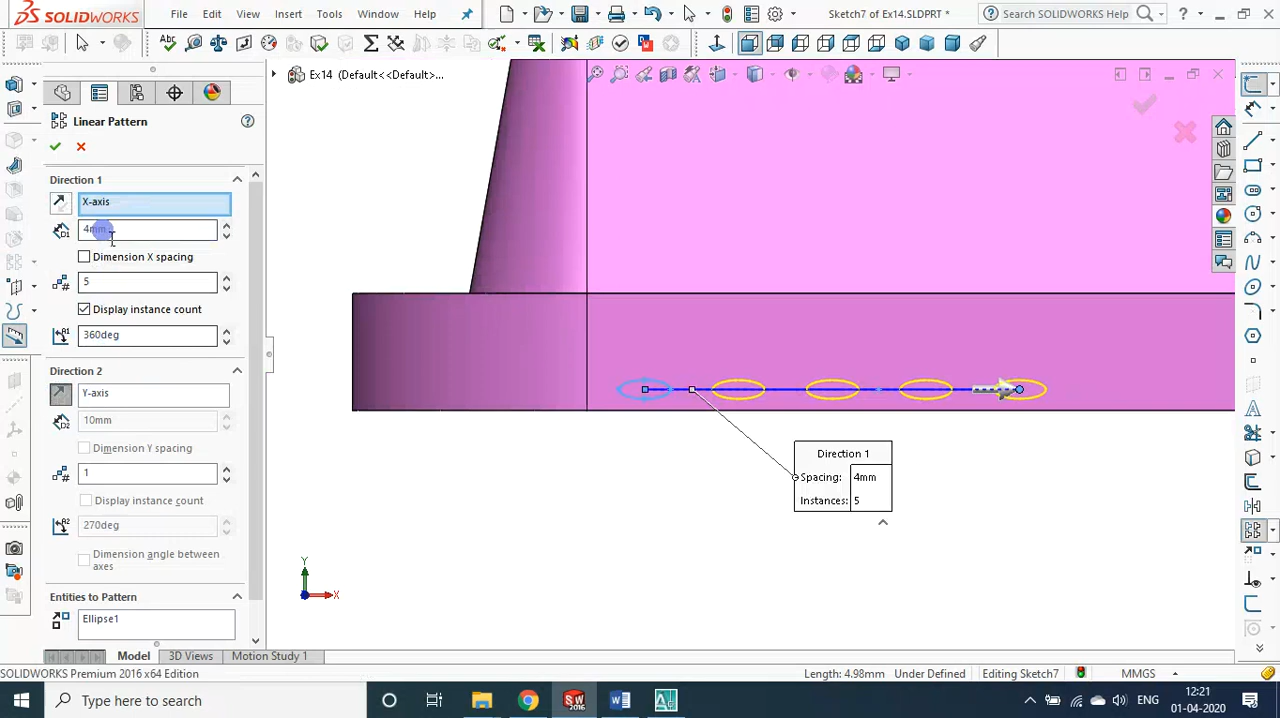 SOLIDWORKS
File
Edit
View
Insert
Tools
Window
Help
Sketch7 of Ex14.SLDPRT *
Search SOLIDWORKS Help
Ex14 (Default<<Default>...
Linear Pattern
Direction 1
X-axis
4mm
Dimension X spacing
5
Display instance count
360deg
Direction 2
Y-axis
10mm
Dimension Y spacing
1
Display instance count
270deg
Dimension angle between
axes
Entities to Pattern
Ellipse1
Direction 1
Spacing: 4mm
Instances: 5
Y
X
Model
3D Views
Motion Study 1
SOLIDWORKS Premium 2016 x64 Edition
Length: 4.98mm
Under Defined
Editing Sketch7
MMGS
Type here to search
ENG
12:21
01-04-2020